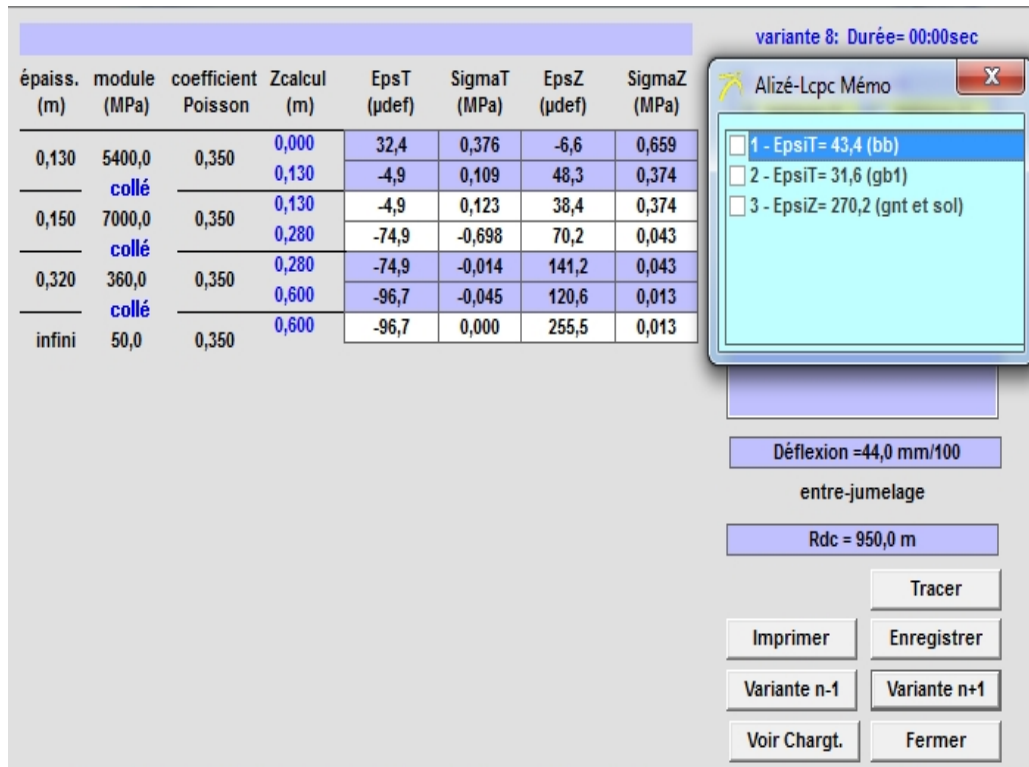 variante 8: Durée= 00:00sec
épaiss. module coefficient Zcalcul EpsT SigmaT EpsZ SigmaZ
(m) (MPa) Poisson (m) (µdef) (MPa) (µdef) (MPa)
0,000 32,4 0,376 -6,6 0,659
0,130 5400,0 0,350
0,130 -4,9 0,109 48,3 0,374
collé
0,130 -4,9 0,123 38,4 0,374
0,150 7000,0 0,350
0,280 -74,9 -0,698 70,2 0,043
collé
0,280 -74,9 -0,014 141,2 0,043
0,320 360,0 0,350
0,600 -96,7 -0,045 120,6 0,013
collé
0,600 -96,7 0,000 255,5 0,013
infini 50,0 0,350
Alizé-Lcpc Mémo
X
1 - EpsiT= 43,4 (bb)
2 - EpsiT= 31,6 (gb1)
3 - EpsiZ= 270,2 (gnt et sol)
Déflexion =44,0 mm/100
entre-jumelage
Rdc = 950,0 m
Tracer
Imprimer Enregistrer
Variante n-1 Variante n+1
Voir Chargt. Fermer